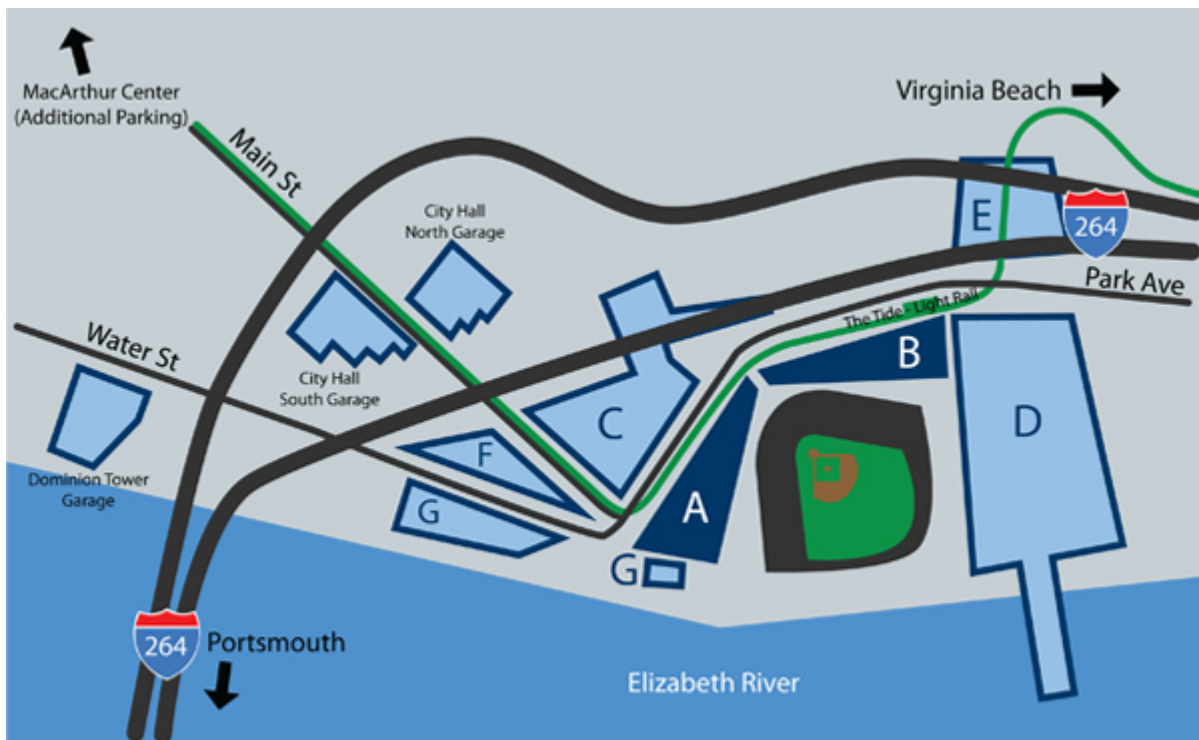 MacArthur Center
(Additional Parking)
Virginia Beach
Main St
City Hall
North Garage
E
264
Park Ave
The Tide - Light Rail
Water St
City Hall
South Garage
B
C
D
F
Dominion Tower
Garage
G
A
G
264
Portsmouth
Elizabeth River